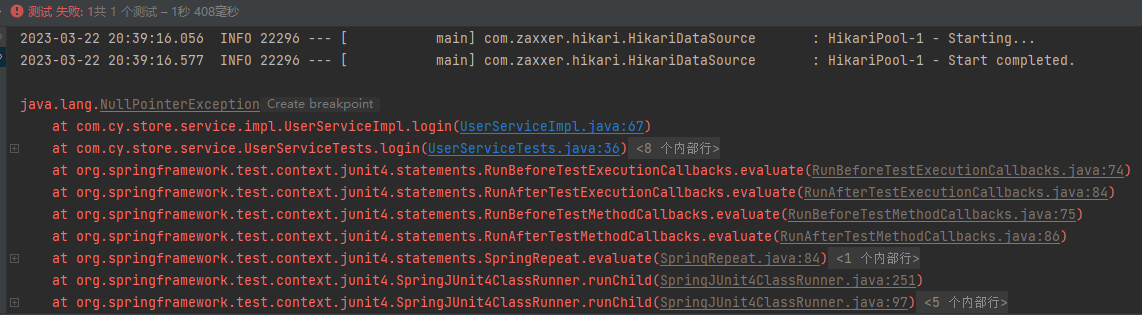 测试 失败: 1共 1 个测试 – 1秒 408毫秒
2023-03-22 20:39:16.056  INFO 22296 --- [           main] com.zaxxer.hikari.HikariDataSource       : HikariPool-1 - Starting...
2023-03-22 20:39:16.577  INFO 22296 --- [           main] com.zaxxer.hikari.HikariDataSource       : HikariPool-1 - Start completed.
java.lang.NullPointerException Create breakpoint
at com.cy.store.service.impl.UserServiceImpl.login(UserServiceImpl.java:67)
at com.cy.store.service.UserServiceTests.login(UserServiceTests.java:36) <8 个内部行>
at org.springframework.test.context.junit4.statements.RunBeforeTestExecutionCallbacks.evaluate(RunBeforeTestExecutionCallbacks.java:74)
at org.springframework.test.context.junit4.statements.RunAfterTestExecutionCallbacks.evaluate(RunAfterTestExecutionCallbacks.java:84)
at org.springframework.test.context.junit4.statements.RunBeforeTestMethodCallbacks.evaluate(RunBeforeTestMethodCallbacks.java:75)
at org.springframework.test.context.junit4.statements.RunAfterTestMethodCallbacks.evaluate(RunAfterTestMethodCallbacks.java:86)
at org.springframework.test.context.junit4.statements.SpringRepeat.evaluate(SpringRepeat.java:84) <1 个内部行>
at org.springframework.test.context.junit4.SpringJUnit4ClassRunner.runChild(SpringJUnit4ClassRunner.java:251)
at org.springframework.test.context.junit4.SpringJUnit4ClassRunner.runChild(SpringJUnit4ClassRunner.java:97) <5 个内部行>